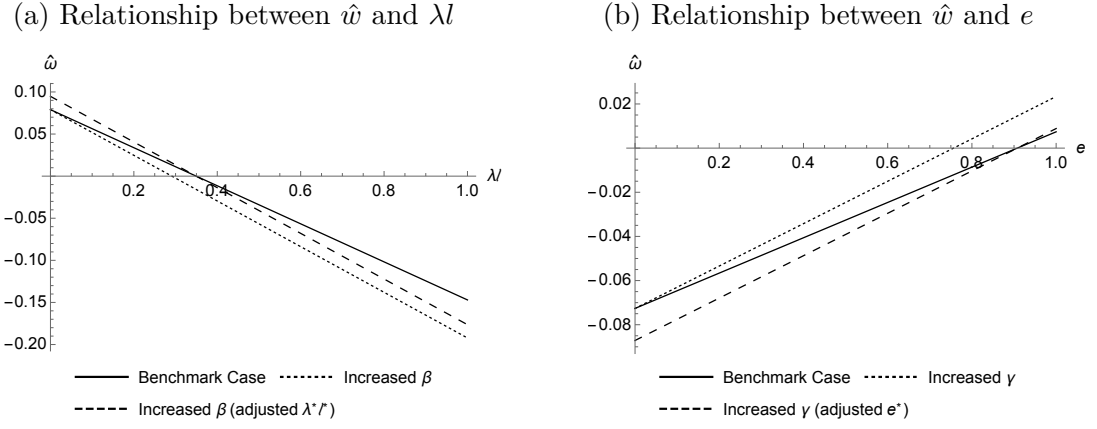 (a) Relationship between ŵ and λl
(b) Relationship between ŵ and e
ω̂
0.10
0.05
0.2 0.4 0.6 0.8 1.0 λl
-0.05
-0.10
-0.15
-0.20
Benchmark Case Increased β
Increased β (adjusted λ*l*)
ω̂
0.02
0.2 0.4 0.6 0.8 1.0 e
-0.02
-0.04
-0.06
-0.08
Benchmark Case Increased γ
Increased γ (adjusted e*)